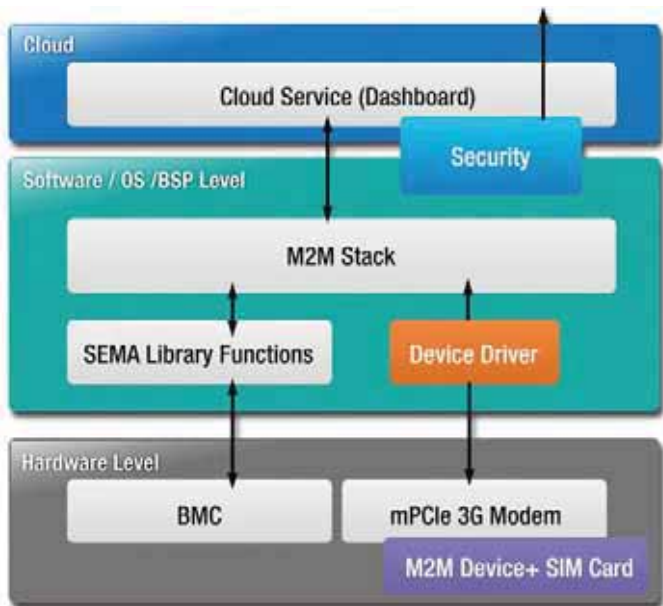 Cloud
Cloud Service (Dashboard)
Security
Software / OS /BSP Level
M2M Stack
SEMA Library Functions
Device Driver
Hardware Level
BMC
mPCIe 3G Modem
M2M Device+ SIM Card